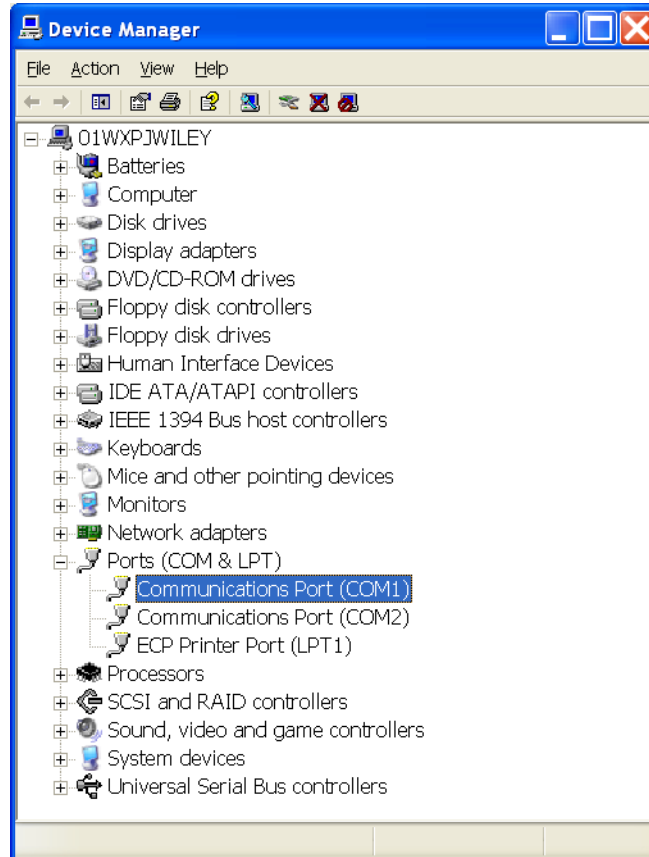 Device Manager
File Action View Help
01WXPJWILEY
Batteries
Computer
Disk drives
Display adapters
DVD/CD-ROM drives
Floppy disk controllers
Floppy disk drives
Human Interface Devices
IDE ATA/ATAPI controllers
IEEE 1394 Bus host controllers
Keyboards
Mice and other pointing devices
Monitors
Network adapters
Ports (COM & LPT)
Communications Port (COM1)
Communications Port (COM2)
ECP Printer Port (LPT1)
Processors
SCSI and RAID controllers
Sound, video and game controllers
System devices
Universal Serial Bus controllers